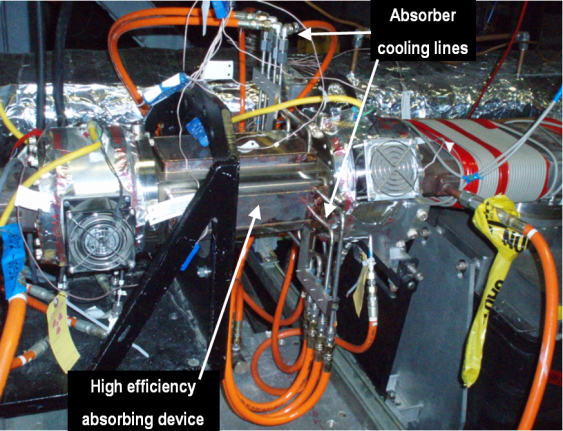 Absorber
cooling lines
High efficiency
absorbing device